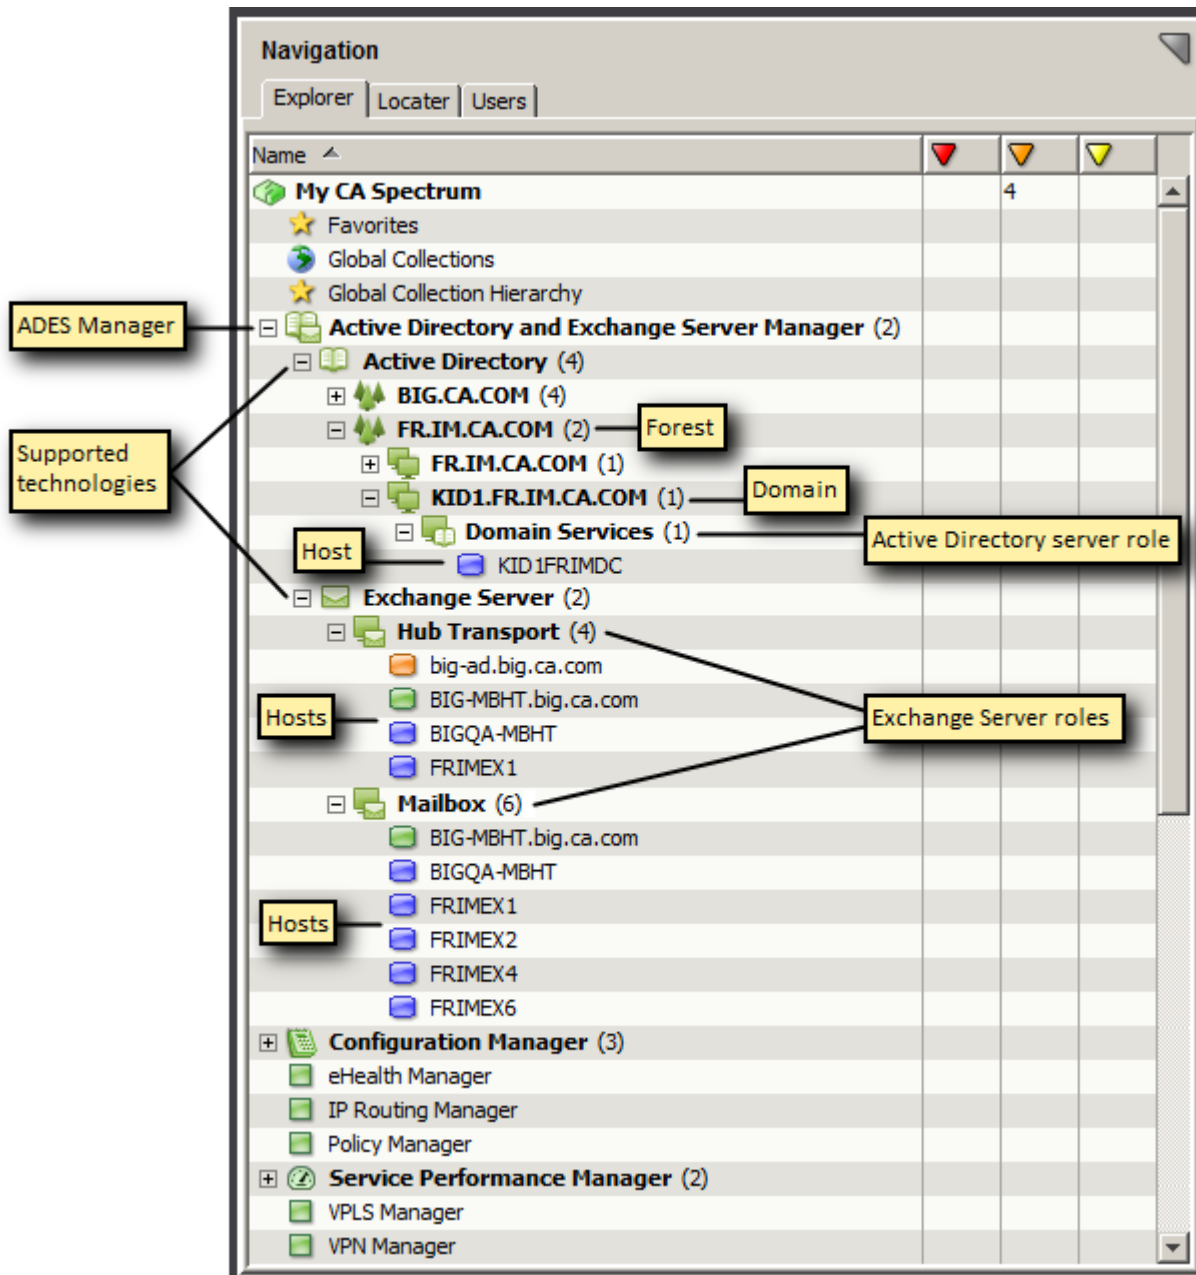 Navigation
Explorer Locater Users
Name
My CA Spectrum 4
Favorites
Global Collections
Global Collection Hierarchy
ADES Manager
Active Directory and Exchange Server Manager (2)
Active Directory (4)
BIG.CA.COM (4)
FR.IM.CA.COM (2)
Forest
Supported
technologies
FR.IM.CA.COM (1)
KID1.FR.IM.CA.COM (1)
Domain
Domain Services (1)
Active Directory server role
Host
KID1FRIMDC
Exchange Server (2)
Hub Transport (4)
big-ad.big.ca.com
BIG-MBHT.big.ca.com
Hosts
Exchange Server roles
BIGQA-MBHT
FRIMEX1
Mailbox (6)
BIG-MBHT.big.ca.com
BIGQA-MBHT
FRIMEX1
Hosts
FRIMEX2
FRIMEX4
FRIMEX6
Configuration Manager (3)
eHealth Manager
IP Routing Manager
Policy Manager
Service Performance Manager (2)
VPLS Manager
VPN Manager